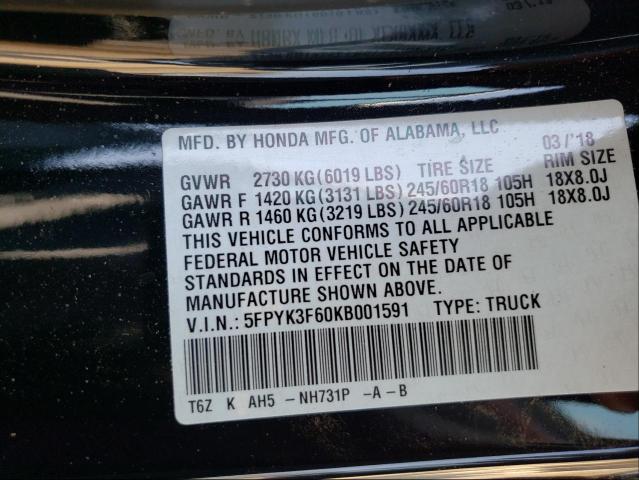 MFD. BY HONDA MFG. OF ALABAMA, LLC 03/'18
GVWR 2730 KG(6019 LBS) TIRE SIZE RIM SIZE
GAWR F 1420 KG(3131 LBS)245/60R18 105H 18X8.0J
GAWR R 1460 KG(3219 LBS)245/60R18 105H 18X8.0J
THIS VEHICLE CONFORMS TO ALL APPLICABLE
FEDERAL MOTOR VEHICLE SAFETY
STANDARDS IN EFFECT ON THE DATE OF
MANUFACTURE SHOWN ABOVE.
V.I.N.: 5FPYK3F60KB001591 TYPE: TRUCK
T6Z K AH5 -NH731P -A-B